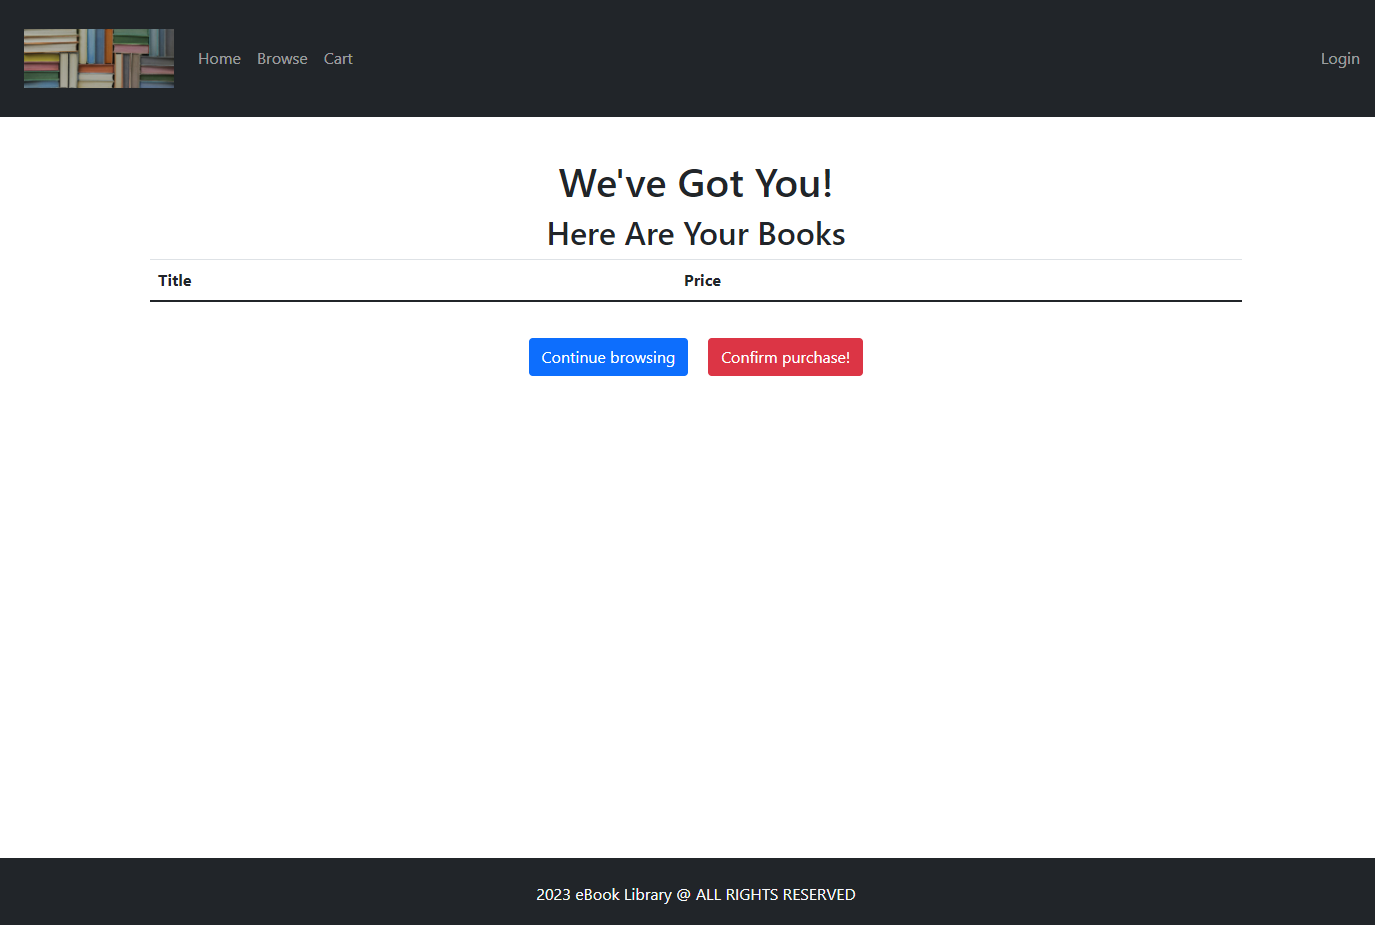 Home Browse Cart Login
We've Got You!
Here Are Your Books
Title Price
Continue browsing Confirm purchase!
2023 eBook Library @ ALL RIGHTS RESERVED